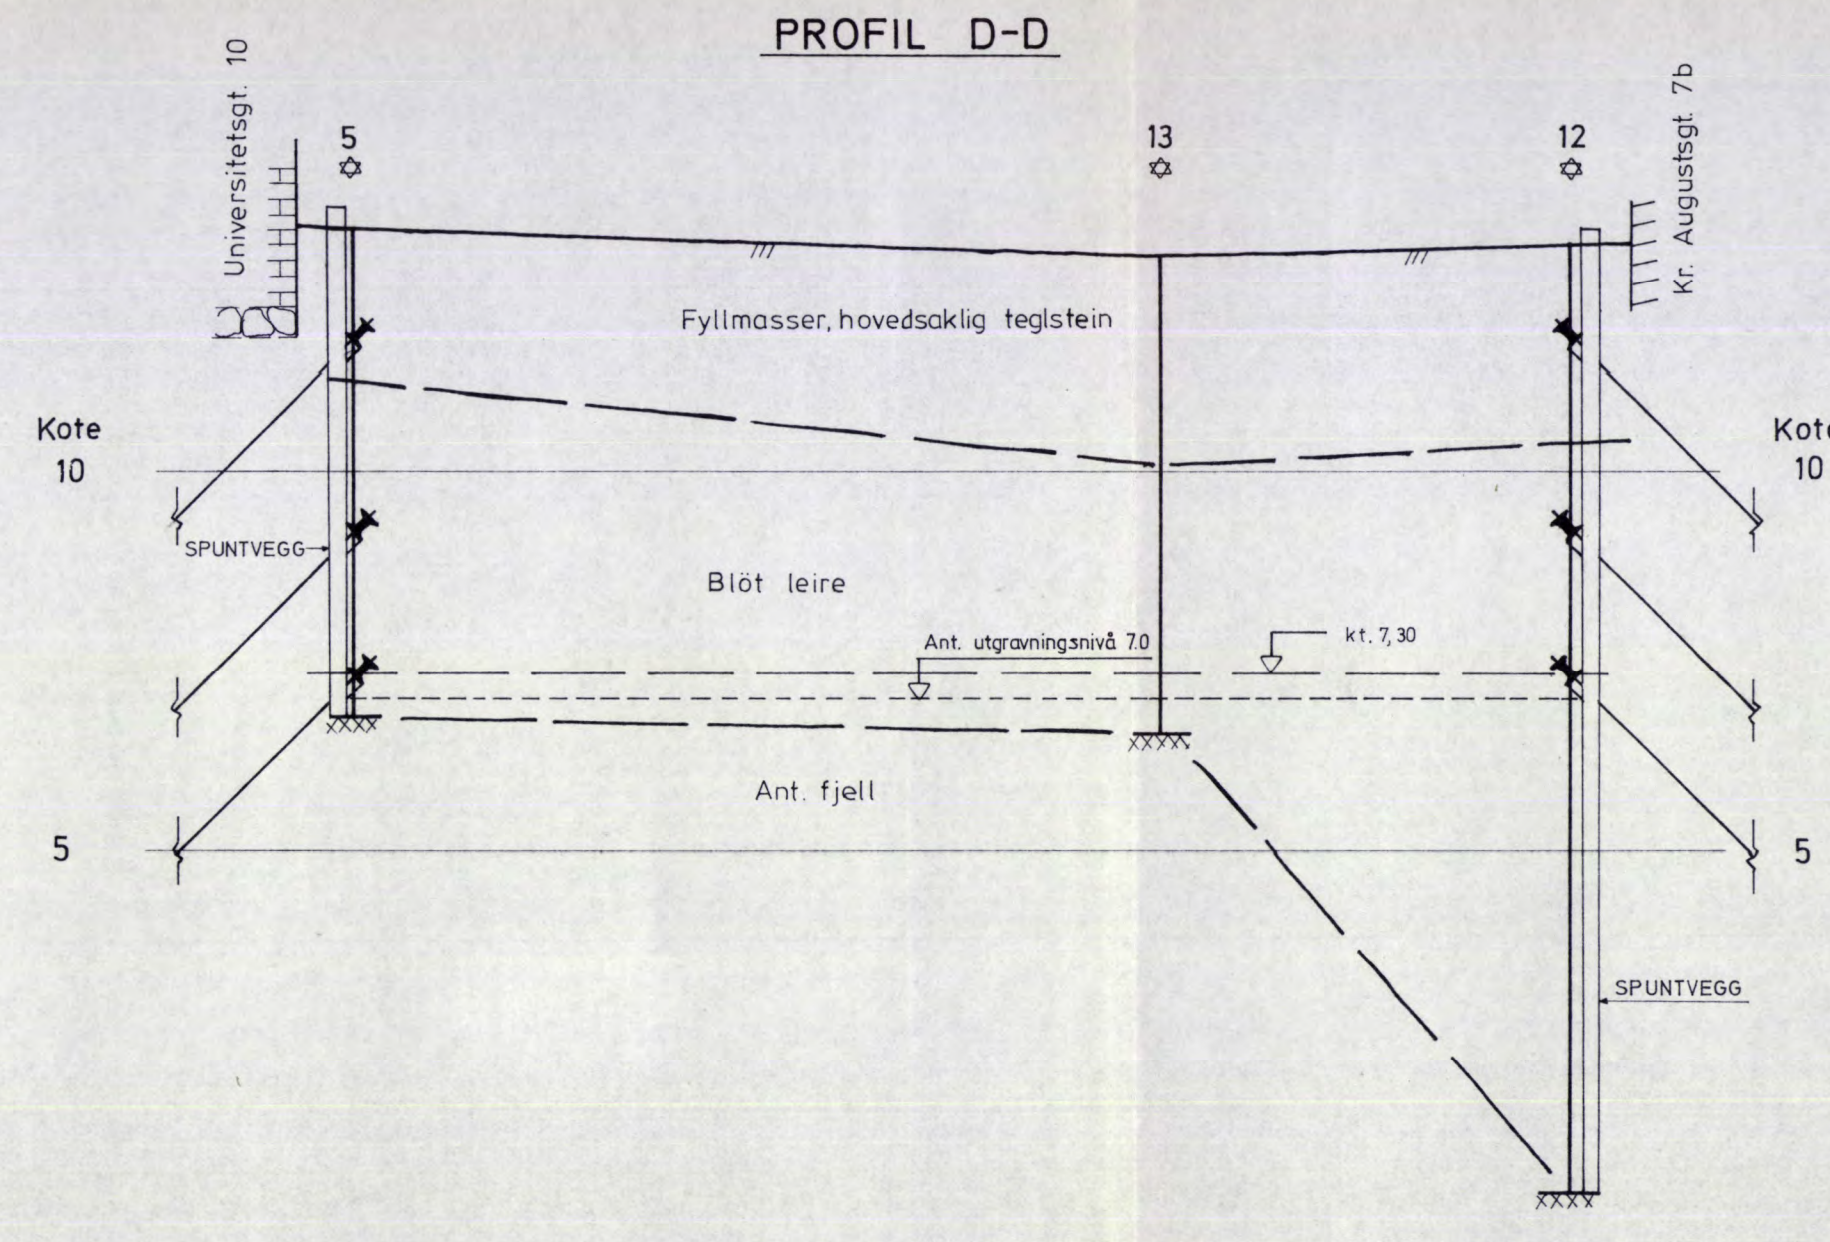 PROFIL D-D
Universitetsgt. 10
5
13
12
Kr. Augustsgt. 7b
Fyllmasser, hovedsaklig teglstein
Kote
10
Kote
10
SPUNTVEGG
Blöt leire
Ant. utgravningsnivå 7.0
kt. 7,30
Ant. fjell
5
5
SPUNTVEGG